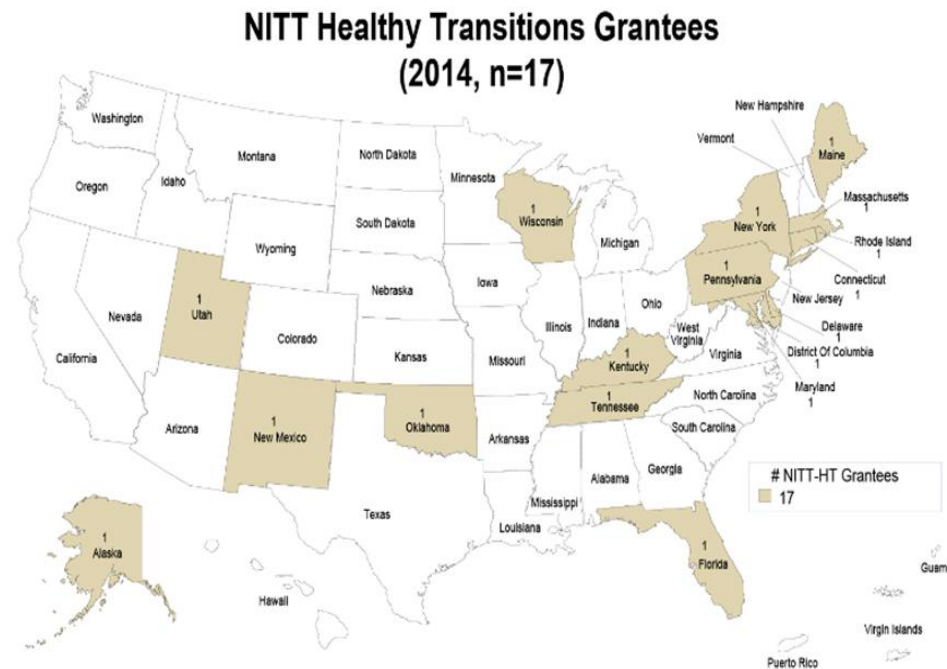 NITT Healthy Transitions Grantees
(2014, n=17)
New Hampshire
Washington
Vermont
1
Maine
Montana
North Dakota
Minnesota
Oregon
Idaho
Massachusetts
1
1
Wisconsin
1
New York
South Dakota
Rhode Island
1
Wyoming
Michigan
1
Pennsylvania
Connecticut
1
Iowa
Nebraska
New Jersey
1
Utah
Nevada
Ohio
Illinois
Indiana
Delaware
1
West
Virginia
Colorado
District Of Columbia
1
Virginia
California
Kansas
Missouri
1
Kentucky
Maryland
1
North Carolina
1
Tennessee
1
Oklahoma
1
New Mexico
Arizona
Arkansas
South Carolina
Georgia
Alabama
# NITT-HT Grantees
17
Mississippi
Texas
Louisiana
1
Alaska
1
Florida
Guam
Hawaii
Virgin Islands
Puerto Rico